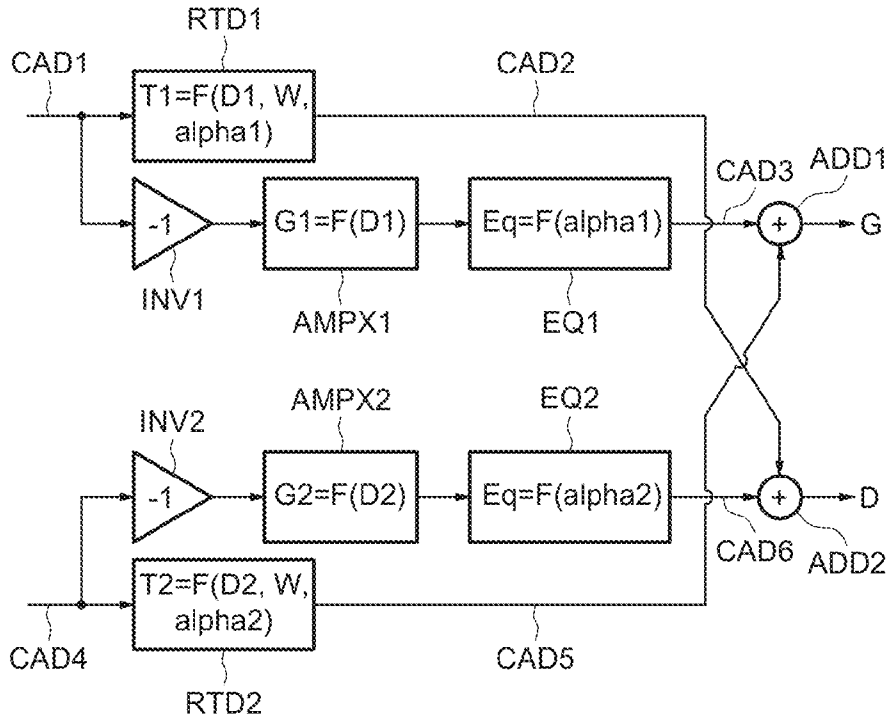 RTD1
CAD1
T1=F(D1, W,
alpha1)
CAD2
CAD3
ADD1
-1
G1=F(D1)
Eq=F(alpha1)
+
G
INV1
AMPX1
EQ1
INV2
AMPX2
EQ2
-1
G2=F(D2)
Eq=F(alpha2)
+
D
CAD6
ADD2
T2=F(D2, W,
alpha2)
CAD4
CAD5
RTD2